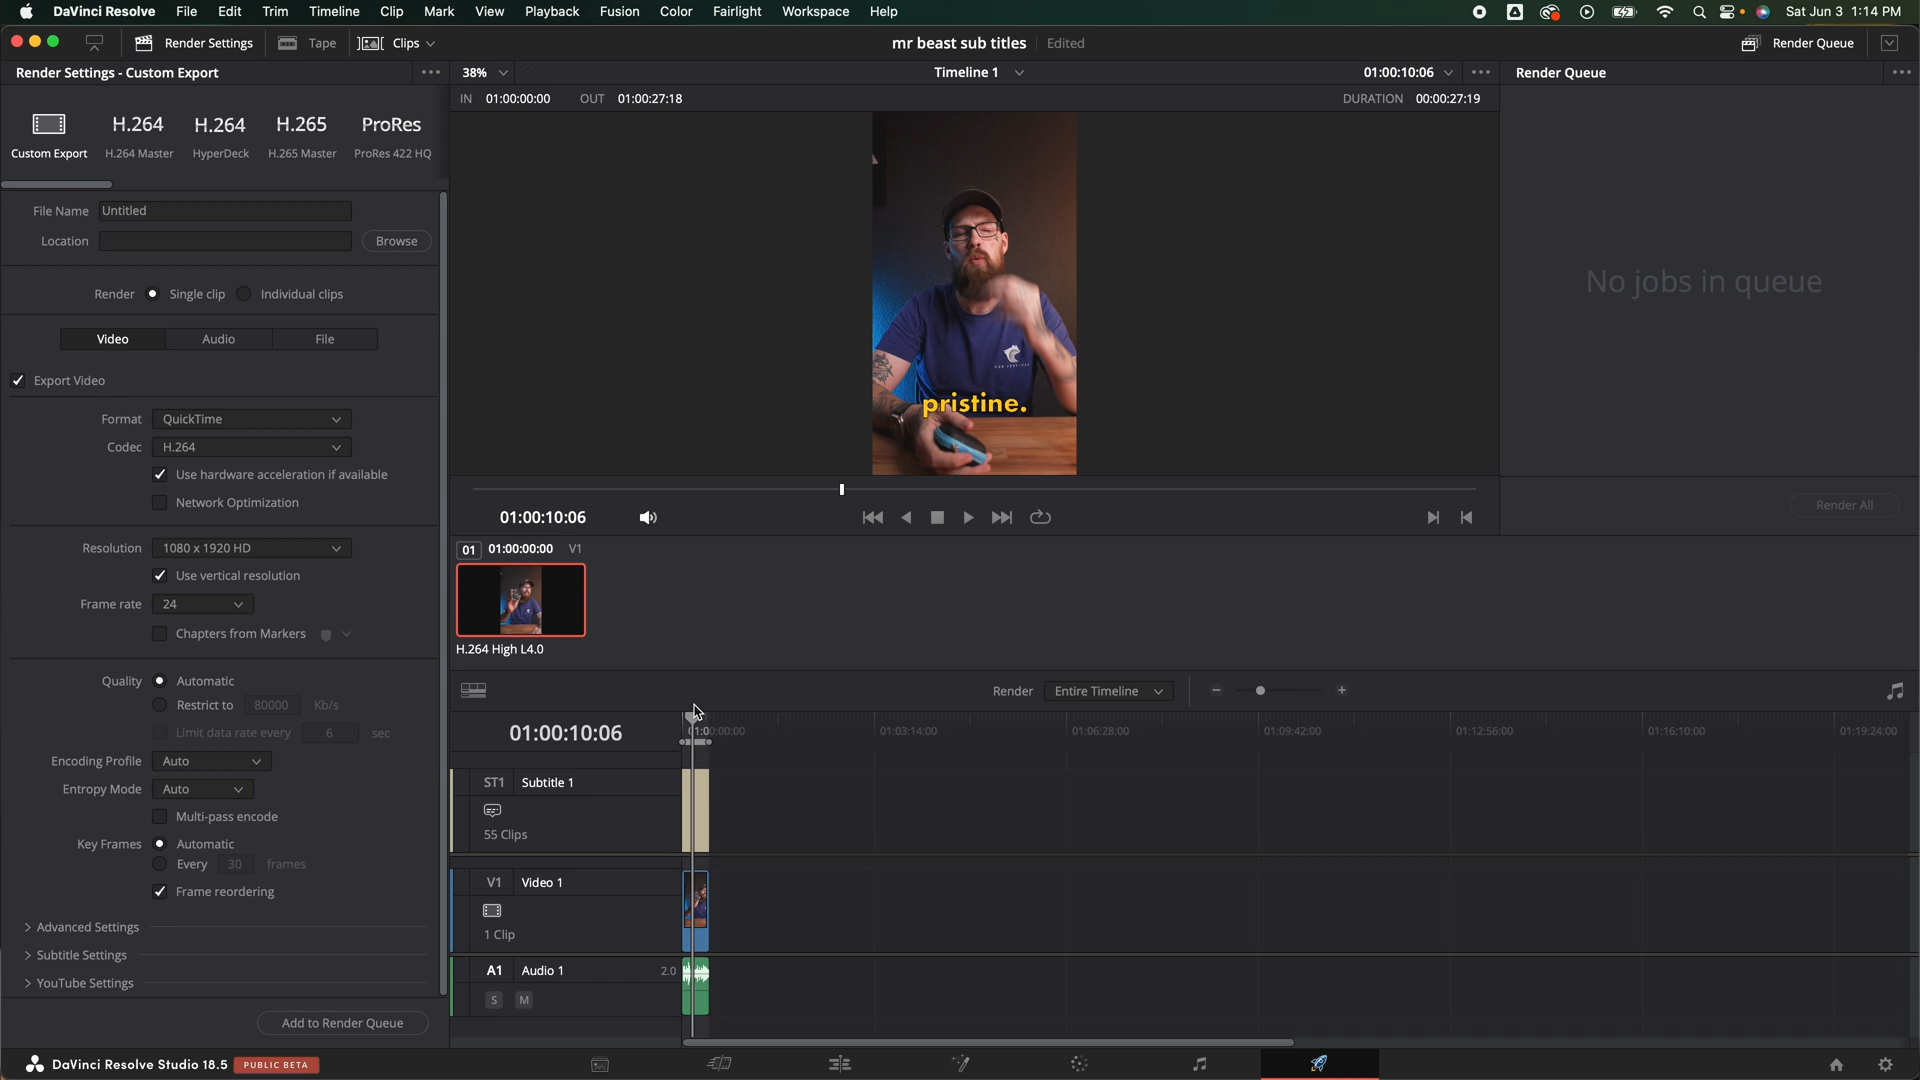 DaVinci Resolve File Edit Trim Timeline Clip Mark View Playback Fusion Color Fairlight Workspace Help Sat Jun 3 1:14 PM
Render Settings Tape Clips mr beast sub titles Edited Render Queue
Render Settings - Custom Export ••• 38% Timeline 1 01:00:10:06 ••• Render Queue •••
IN 01:00:00:00 OUT 01:00:27:18 DURATION 00:00:27:19
H.264 H.264 H.265 ProRes
Custom Export H.264 Master HyperDeck H.265 Master ProRes 422 HQ
File Name Untitled
Location Browse
Render Single clip Individual clips
Video Audio File
Export Video
Format QuickTime
Codec H.264
Use hardware acceleration if available
Network Optimization
Resolution 1080 x 1920 HD
Use vertical resolution
Frame rate 24
Chapters from Markers
Quality Automatic
Restrict to 80000 Kb/s
Limit data rate every 6 sec
Encoding Profile Auto
Entropy Mode Auto
Multi-pass encode
Key Frames Automatic
Every 30 frames
Frame reordering
> Advanced Settings
> Subtitle Settings
> YouTube Settings
Add to Render Queue
pristine.
No jobs in queue
Render All
01:00:10:06
01 01:00:00:00 V1
H.264 High L4.0
Render Entire Timeline
01:00:10:06 01:00:00:00 01:03:14:00 01:06:28:00 01:09:42:00 01:12:56:00 01:16:10:00 01:19:24:00
ST1 Subtitle 1
55 Clips
V1 Video 1
1 Clip
A1 Audio 1 2.0
S M
DaVinci Resolve Studio 18.5 PUBLIC BETA